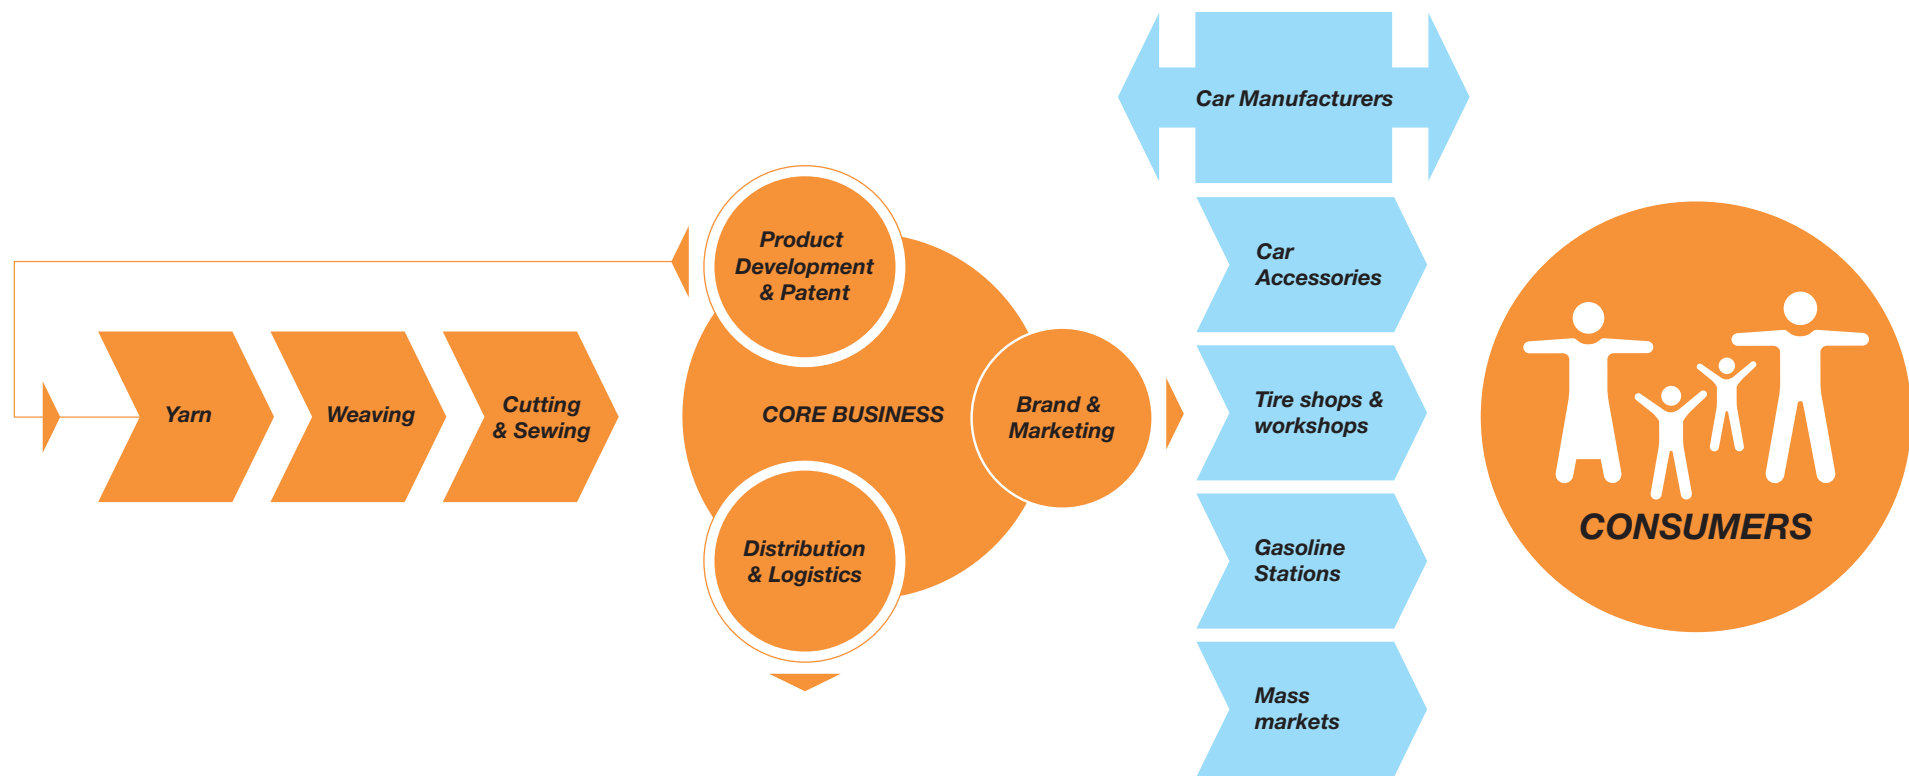 Car Manufacturers
Product
Development
& Patent
Car
Accessories
Yarn
Weaving
Cutting
& Sewing
CORE BUSINESS
Brand &
Marketing
Tire shops &
workshops
CONSUMERS
Distribution
& Logistics
Gasoline
Stations
Mass
markets